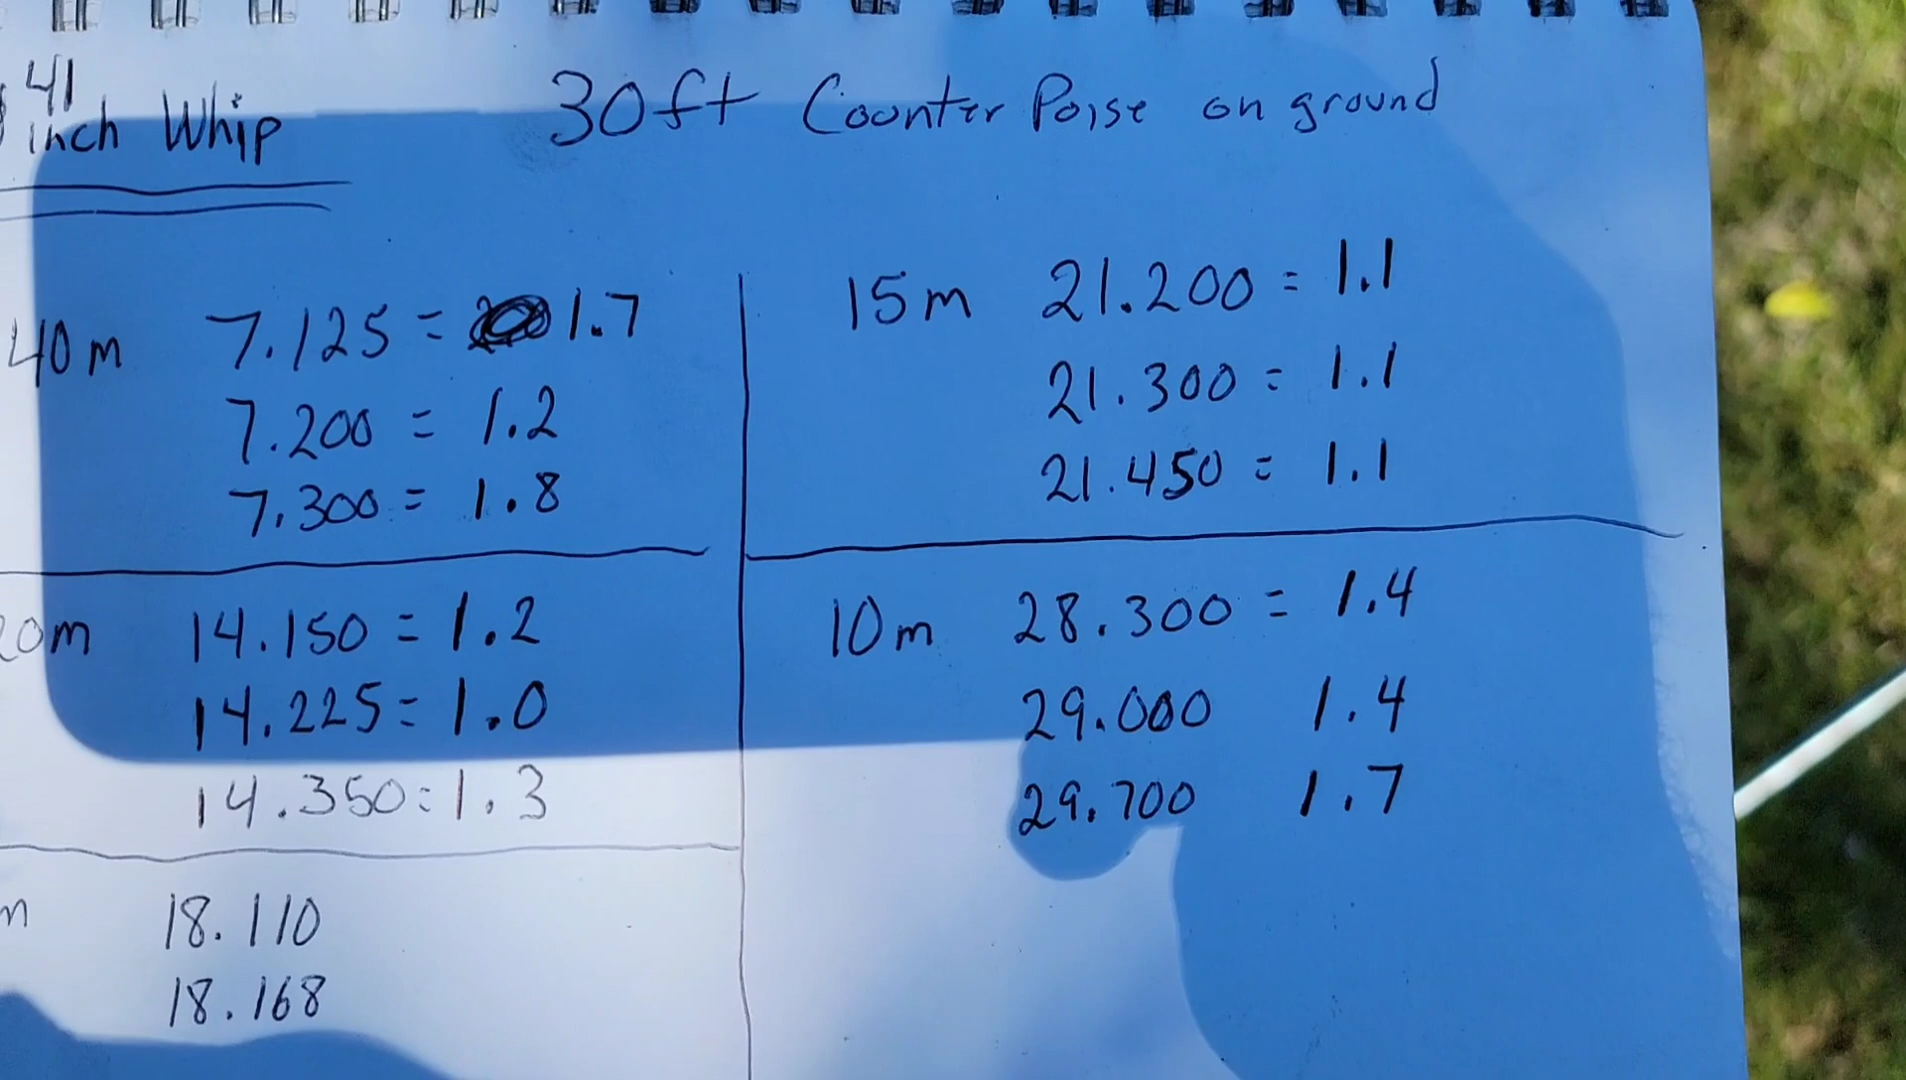 41
inch Whip
30ft Counter Poise on ground
40m 7.125 = 1.7
7.200 = 1.2
7.300 = 1.8
20m 14.150 = 1.2
14.225 = 1.0
14.350 = 1.3
m 18.110
18.168
15m 21.200 = 1.1
21.300 = 1.1
21.450 = 1.1
10m 28.300 = 1.4
29.000 1.4
29.700 1.7